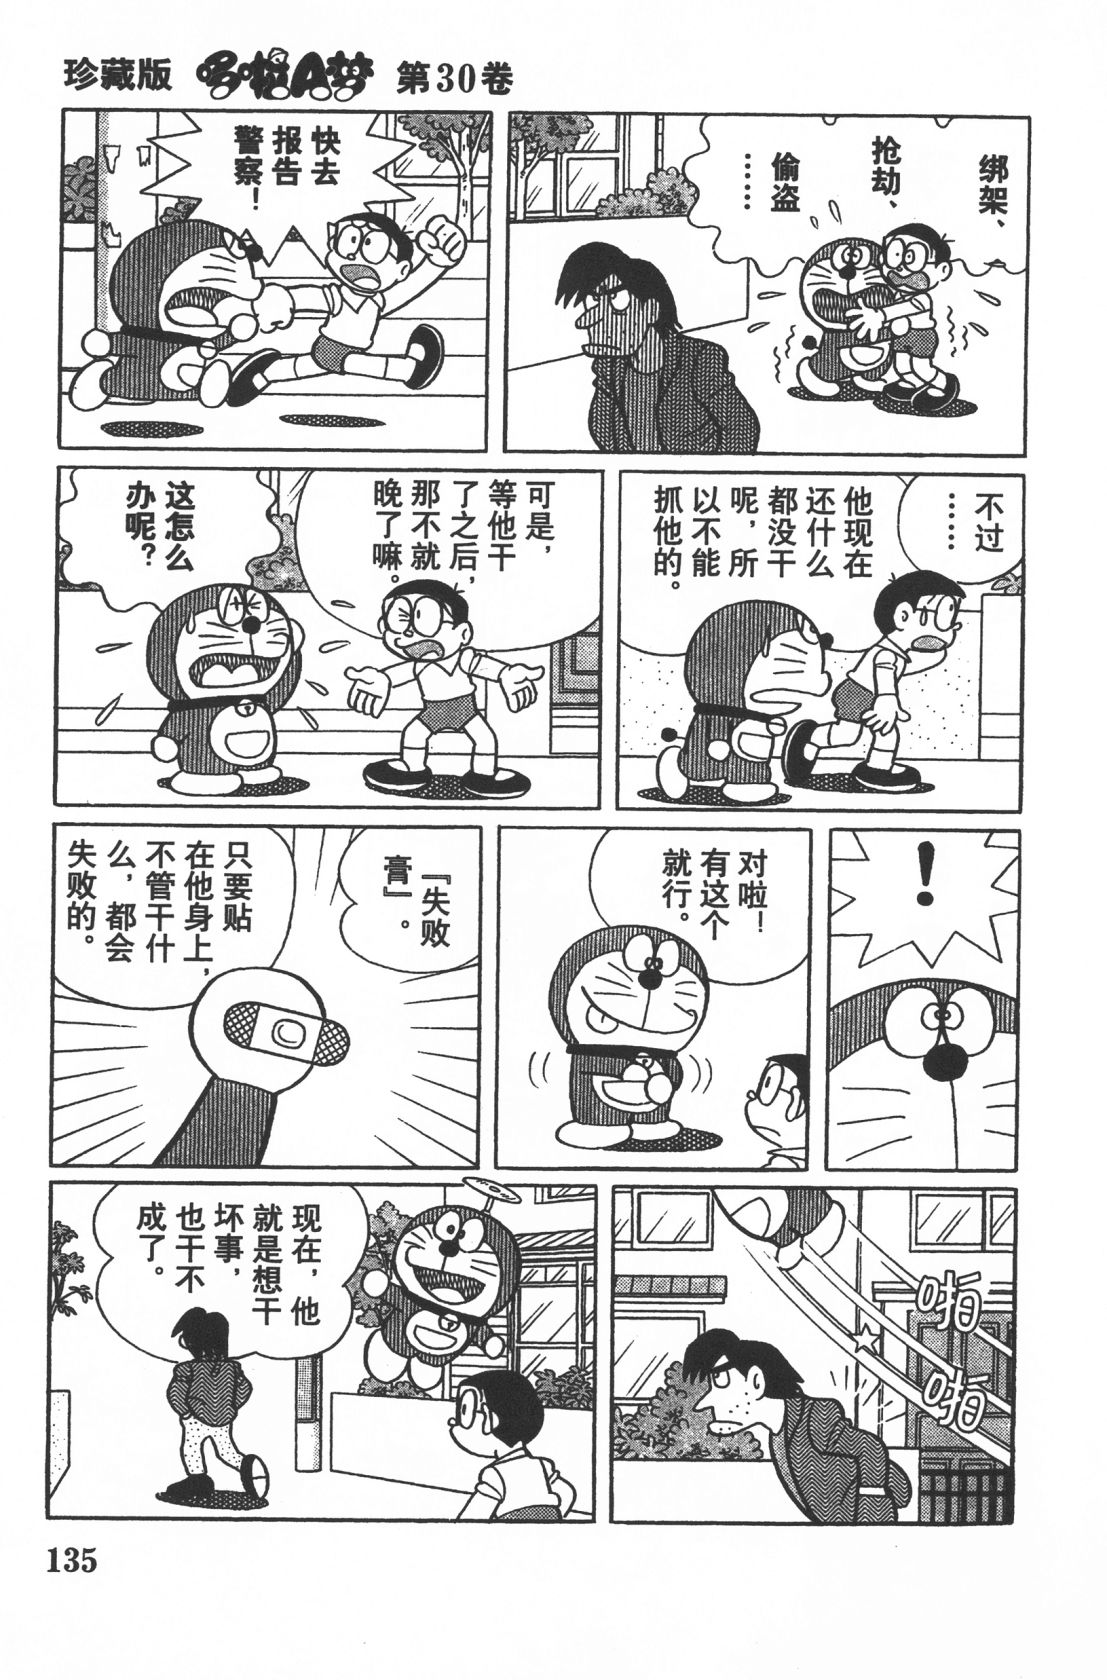 珍藏版 哆啦A梦 第30卷
绑架、
抢劫、
偷盗
……
快去
报告
警察！
不过
……
他现在
还什么
都没干
呢，所
以不能
抓他的。
可是，
等他干
了之后，
那不就
晚了嘛。
这怎么
办呢？
！
对啦！
有这个
就行。
『失败
膏』。
只要贴
在他身上，
不管干什
么，都会
失败的。
啪
啪
现在，他
就是想干
坏事，
也干不
成了。
135